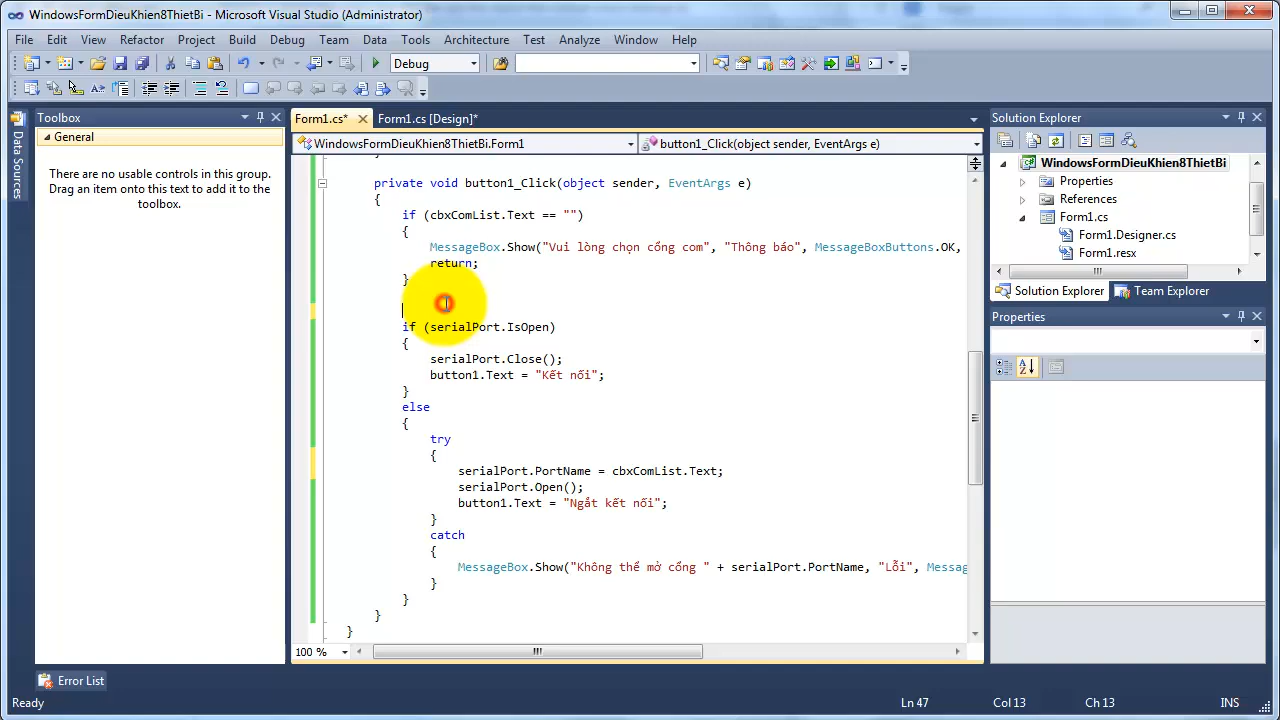 WindowsFormDieuKhien8ThietBi - Microsoft Visual Studio (Administrator)
File Edit View Refactor Project Build Debug Team Data Tools Architecture Test Analyze Window Help
Debug
Toolbox
General
There are no usable controls in this group.
Drag an item onto this text to add it to the
toolbox.
Data Sources
Form1.cs* Form1.cs [Design]*
WindowsFormDieuKhien8ThietBi.Form1 button1_Click(object sender, EventArgs e)
}
private void button1_Click(object sender, EventArgs e)
{
if (cbxComList.Text == "")
{
MessageBox.Show("Vui lòng chọn cổng com", "Thông báo", MessageBoxButtons.OK,
return;
}
if (serialPort.IsOpen)
{
serialPort.Close();
button1.Text = "Kết nối";
}
else
{
try
{
serialPort.PortName = cbxComList.Text;
serialPort.Open();
button1.Text = "Ngắt kết nối";
}
catch
{
MessageBox.Show("Không thể mở cổng " + serialPort.PortName, "Lỗi", Messag
}
}
}
}
100 %
Solution Explorer
WindowsFormDieuKhien8ThietBi
Properties
References
Form1.cs
Form1.Designer.cs
Form1.resx
Solution Explorer Team Explorer
Properties
Error List
Ready Ln 47 Col 13 Ch 13 INS